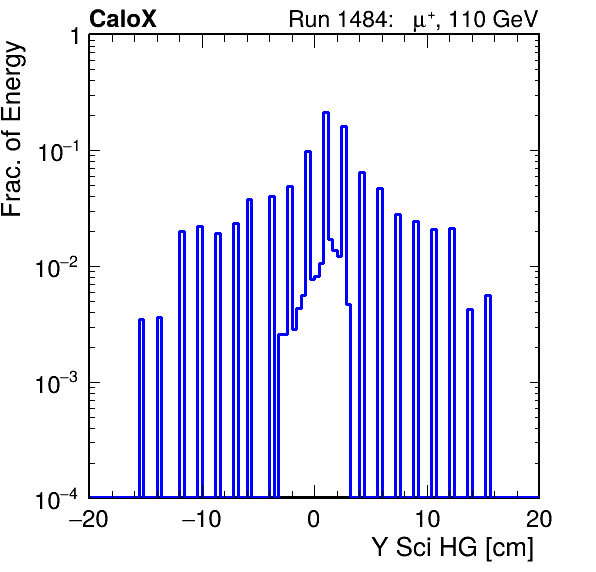 CaloX Run 1484: μ⁺, 110 GeV
Frac. of Energy
1
10⁻¹
10⁻²
10⁻³
10⁻⁴
−20 −10 0 10 20
Y Sci HG [cm]